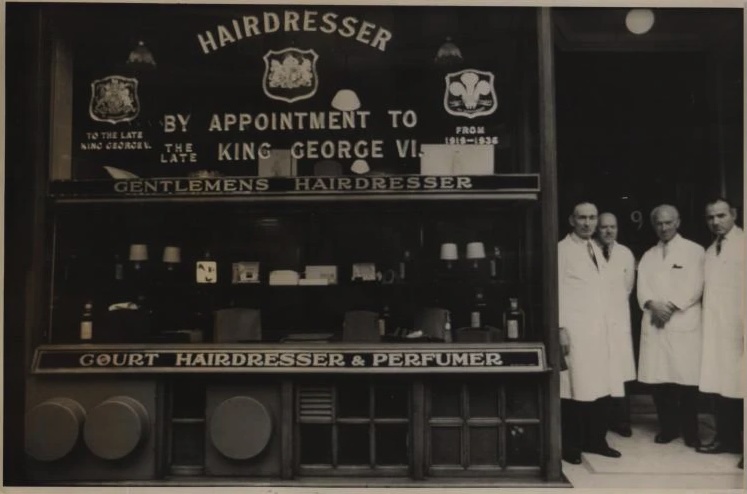 HAIRDRESSER
TO THE LATE
KING GEORGE V.
BY APPOINTMENT TO
THE LATE KING GEORGE VI.
FROM
1919-1936
GENTLEMENS HAIRDRESSER
COURT HAIRDRESSER & PERFUMER
9